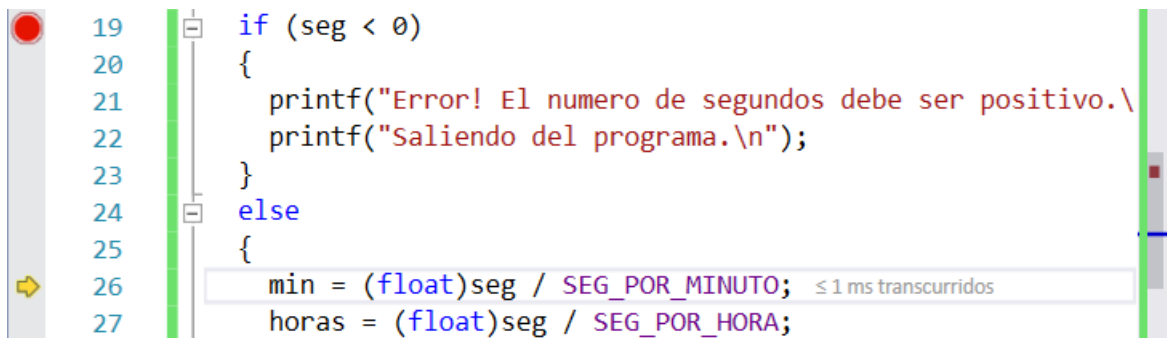 19 if (seg < 0)
20 {
21 printf("Error! El numero de segundos debe ser positivo.\
22 printf("Saliendo del programa.\n");
23 }
24 else
25 {
26 min = (float)seg / SEG_POR_MINUTO; ≤ 1 ms transcurridos
27 horas = (float)seg / SEG_POR_HORA;